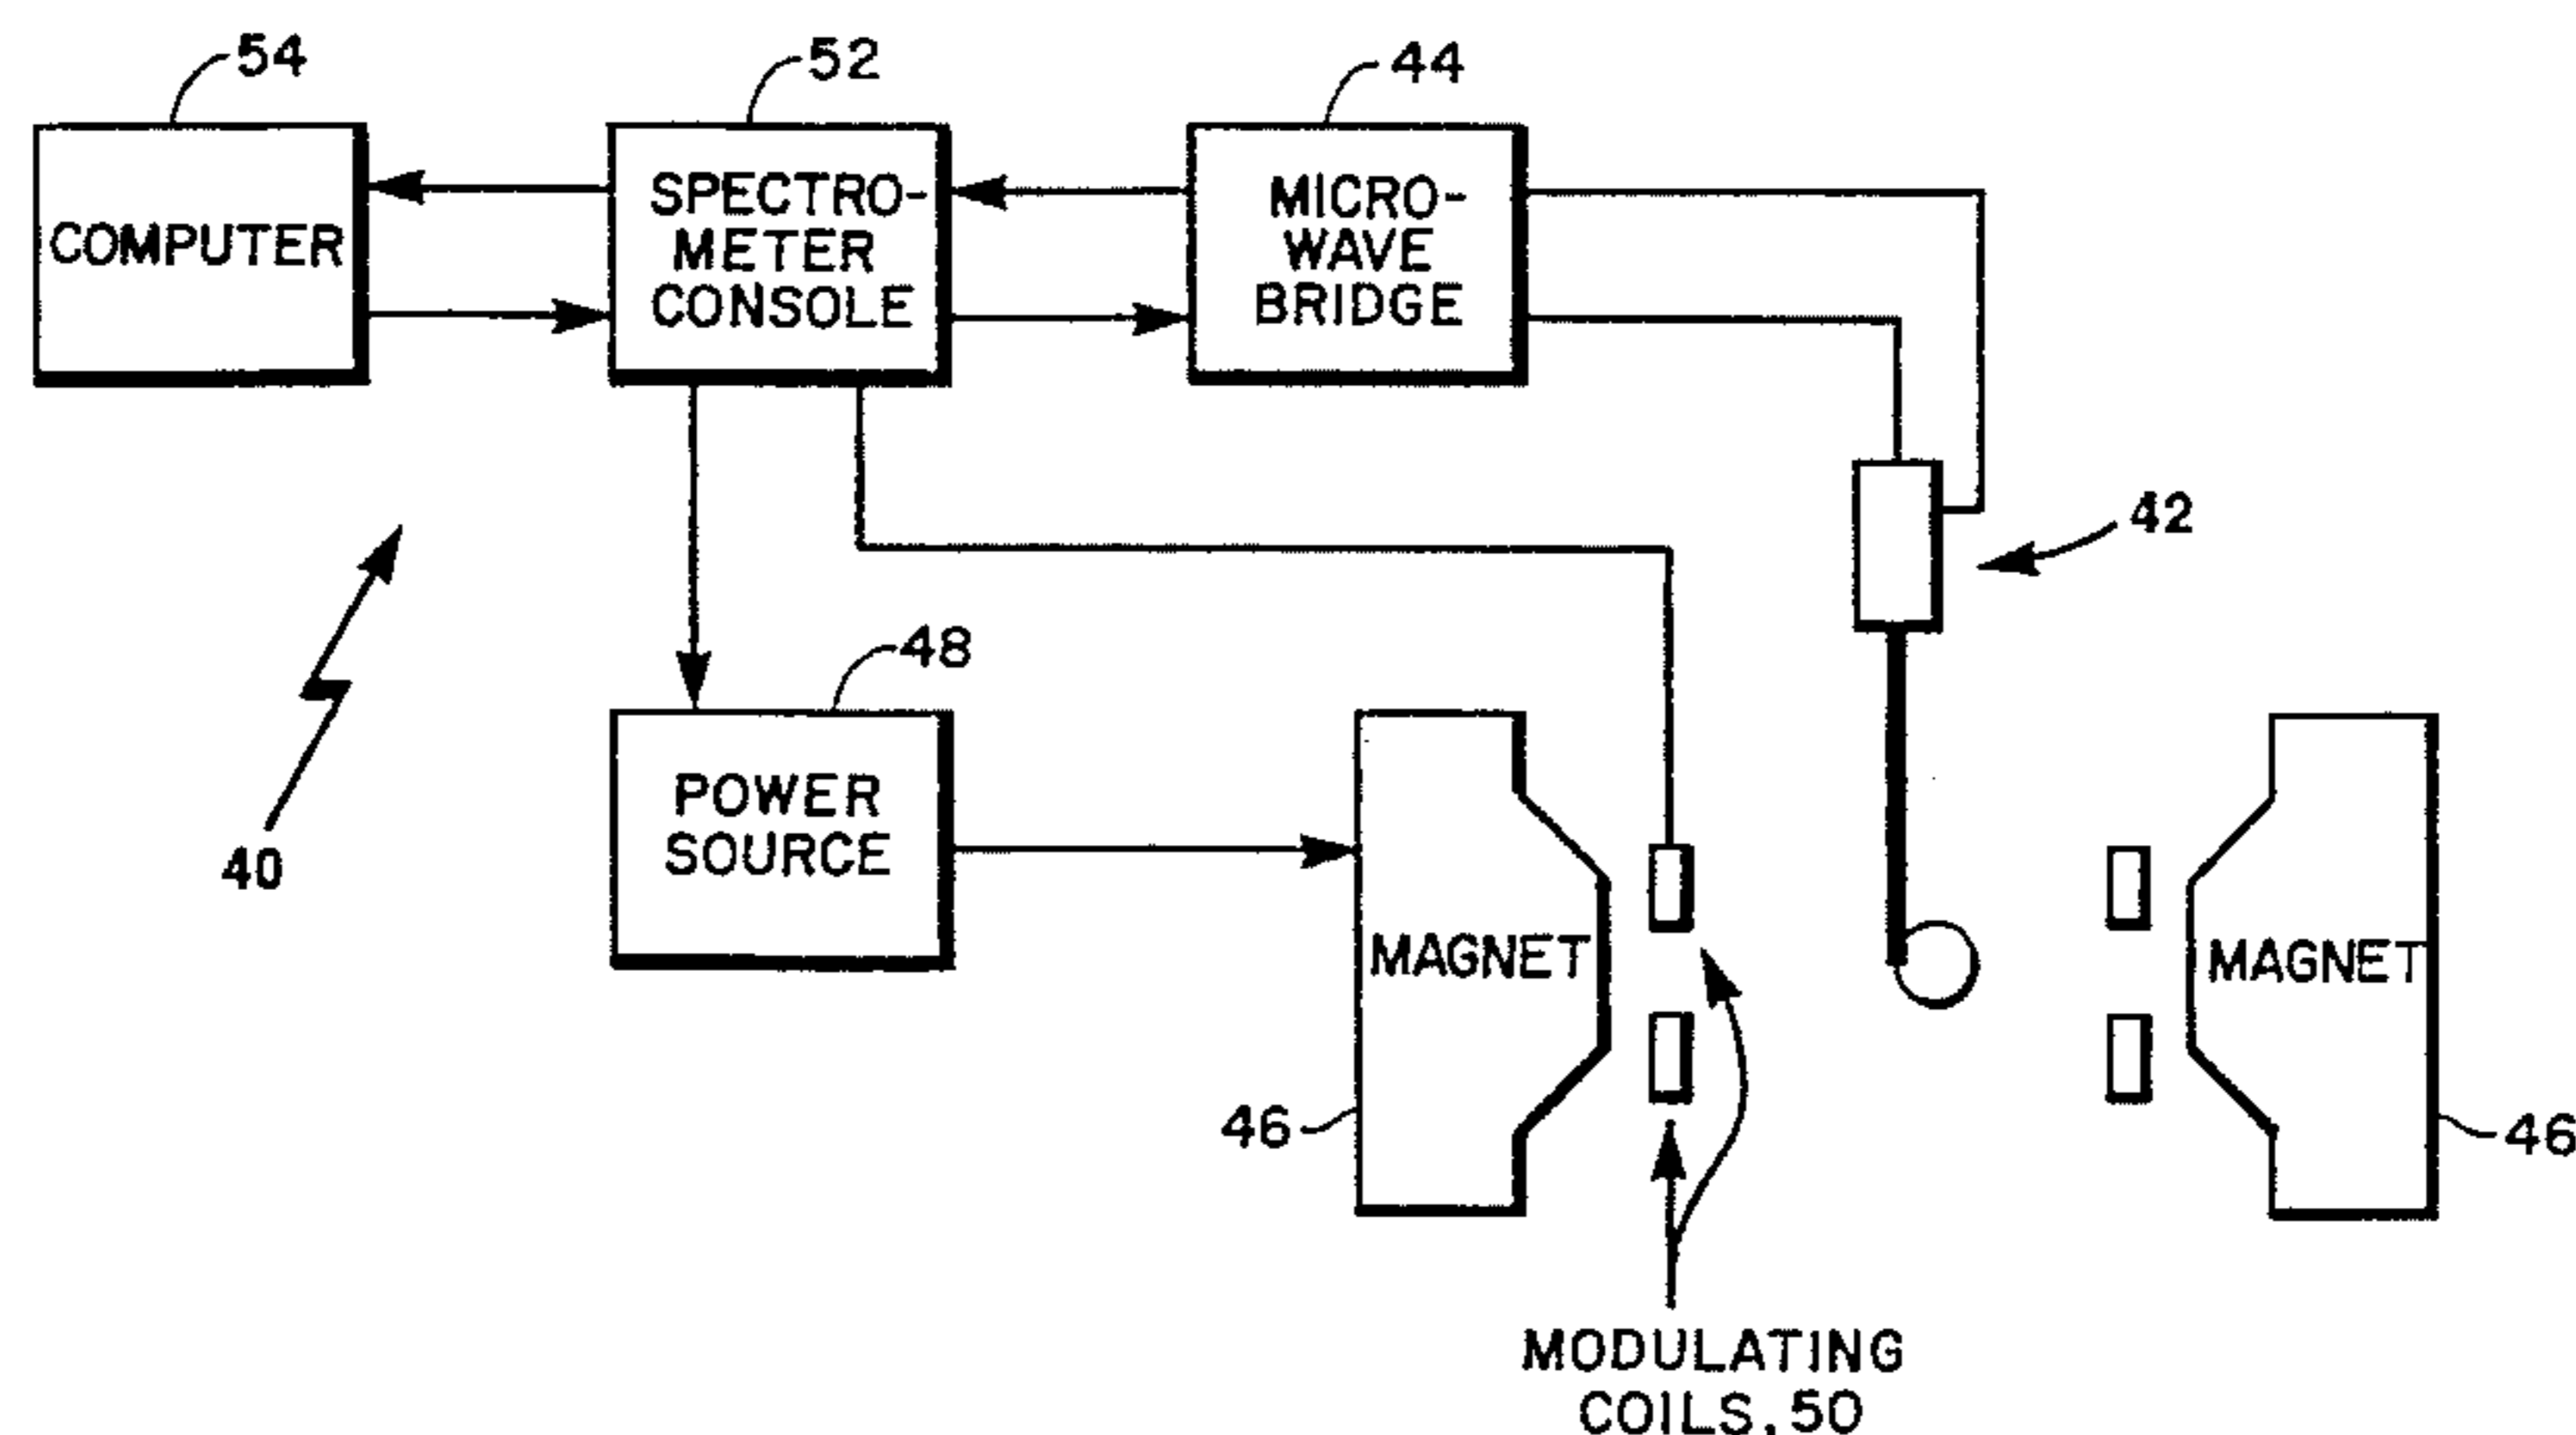 54
52
44
COMPUTER
SPECTRO-
METER
CONSOLE
MICRO-
WAVE
BRIDGE
42
40
48
POWER
SOURCE
MAGNET
MAGNET
46
46
MODULATING
COILS, 50